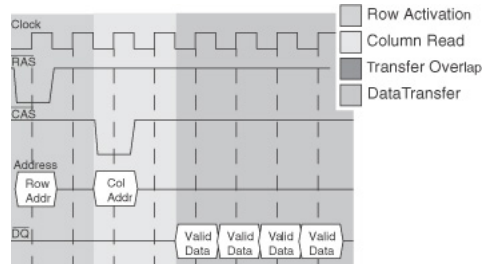 Clock
RAS
CAS
Address
Row
Addr
Col
Addr
DQ
Valid
Data
Valid
Data
Valid
Data
Valid
Data
Row Activation
Column Read
Transfer Overlap
DataTransfer